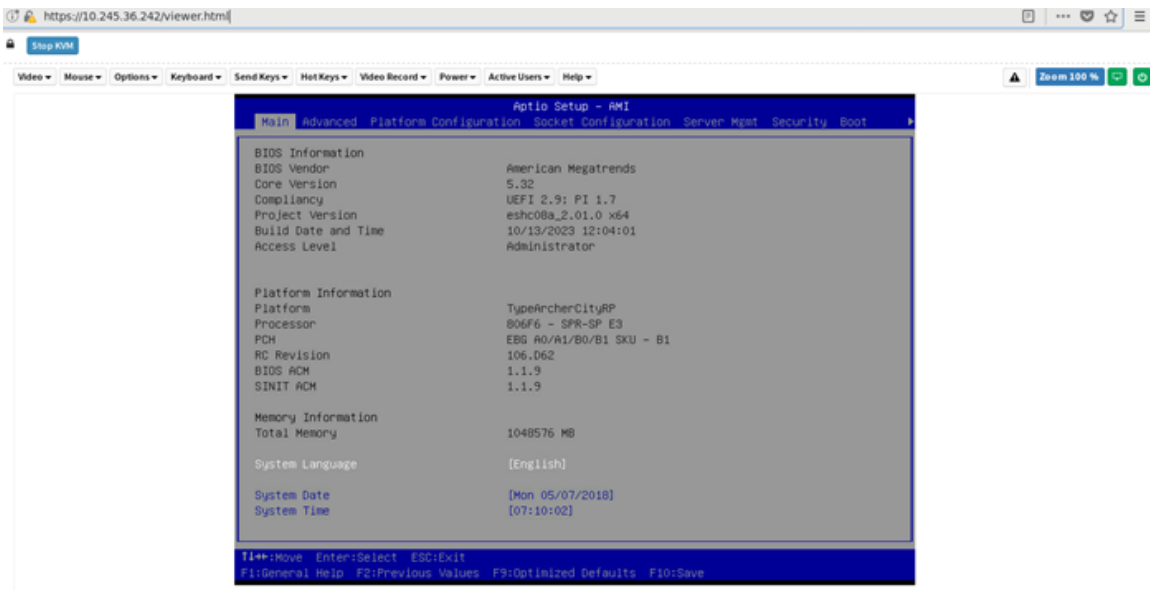 https://10.245.36.242/viewer.html
Stop KVM
Video Mouse Options Keyboard Send Keys Hot Keys Video Record Power Active Users Help Zoom 100 %
Aptio Setup - AMI
Main Advanced Platform Configuration Socket Configuration Server Mgmt Security Boot
BIOS Information
BIOS Vendor American Megatrends
Core Version 5.32
Compliancy UEFI 2.9; PI 1.7
Project Version eshc08a_2.01.0 x64
Build Date and Time 10/13/2023 12:04:01
Access Level Administrator
Platform Information
Platform TypeArcherCityRP
Processor 806F6 - SPR-SP E3
PCH EBG A0/A1/B0/B1 SKU - B1
RC Revision 106.D62
BIOS ACM 1.1.9
SINIT ACM 1.1.9
Memory Information
Total Memory 1048576 MB
System Language [English]
System Date [Mon 05/07/2018]
System Time [07:10:02]
↑↓→←:Move Enter:Select ESC:Exit
F1:General Help F2:Previous Values F9:Optimized Defaults F10:Save